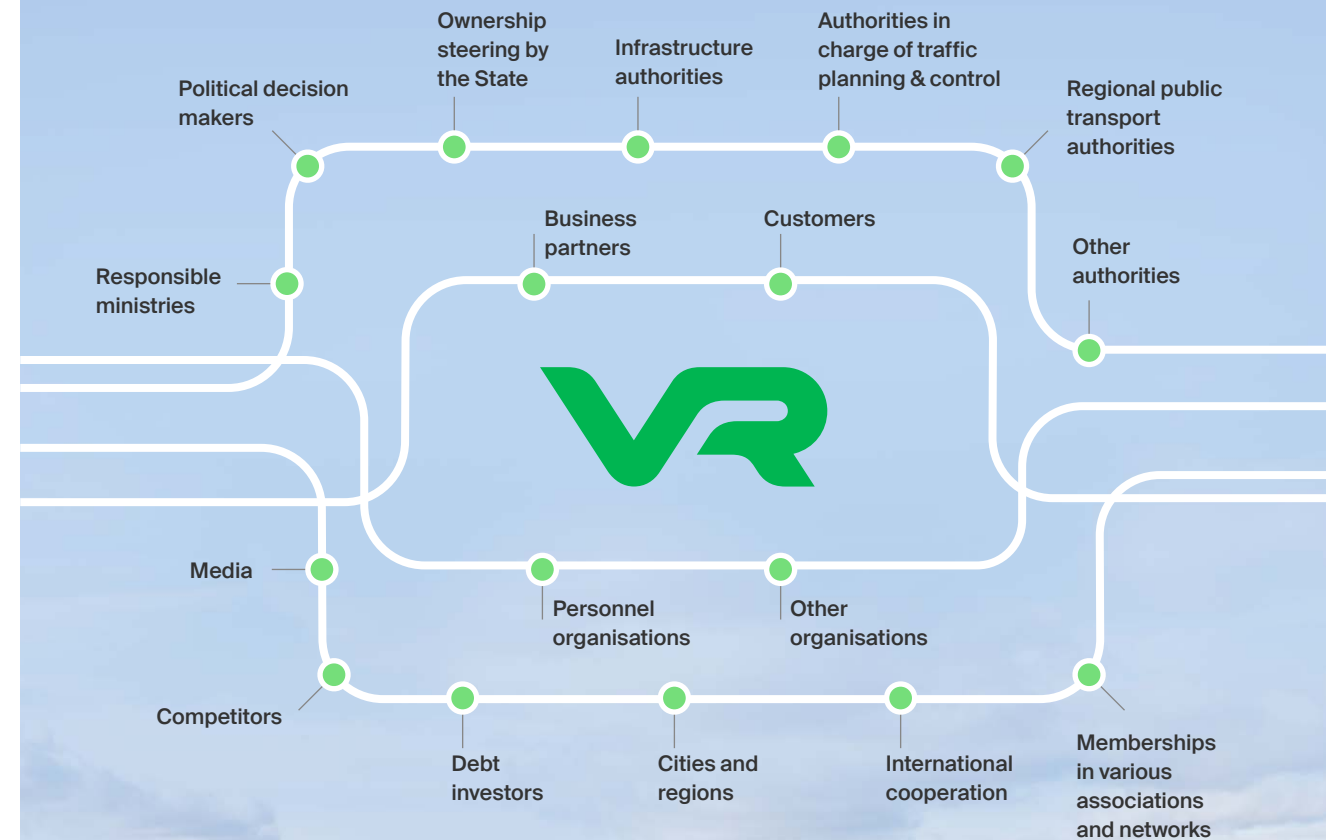 Ownership
steering by
the State
Infrastructure
authorities
Authorities in
charge of traffic
planning & control
Political decision
makers
Regional public
transport
authorities
Business
partners
Customers
Other
authorities
Responsible
ministries
VR
Media
Personnel
organisations
Other
organisations
Competitors
Debt
investors
Cities and
regions
International
cooperation
Memberships
in various
associations
and networks